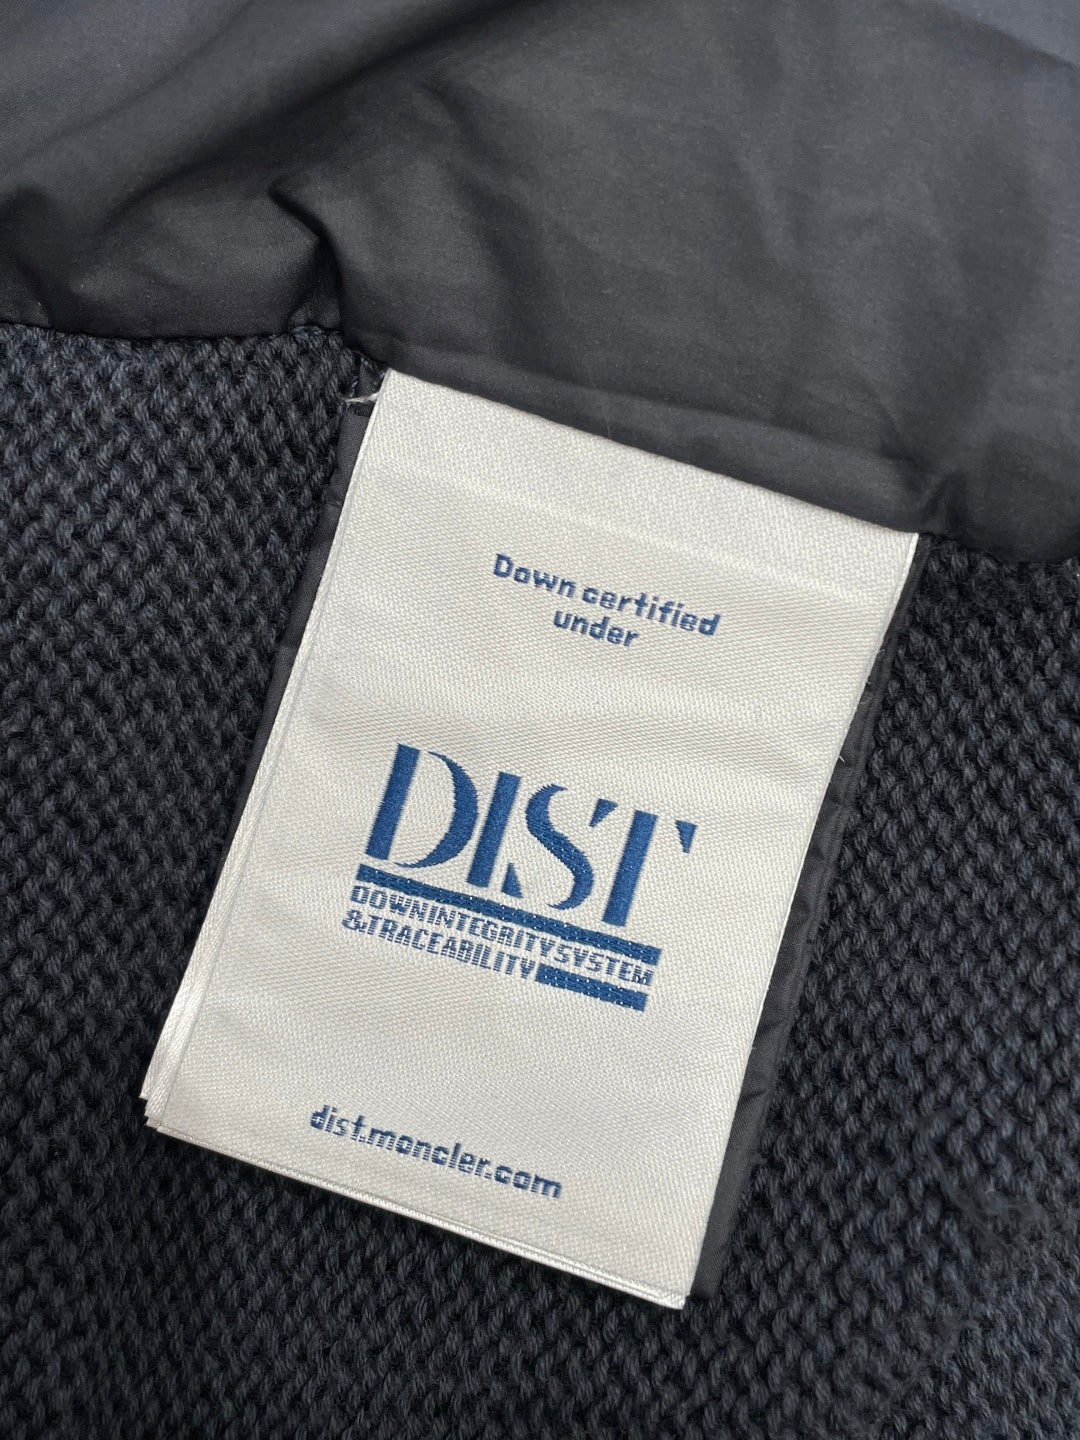 Down certified
under
DIST
DOWNINTEGRITYSYSTEM
&TRACEABILITY
dist.moncler.com